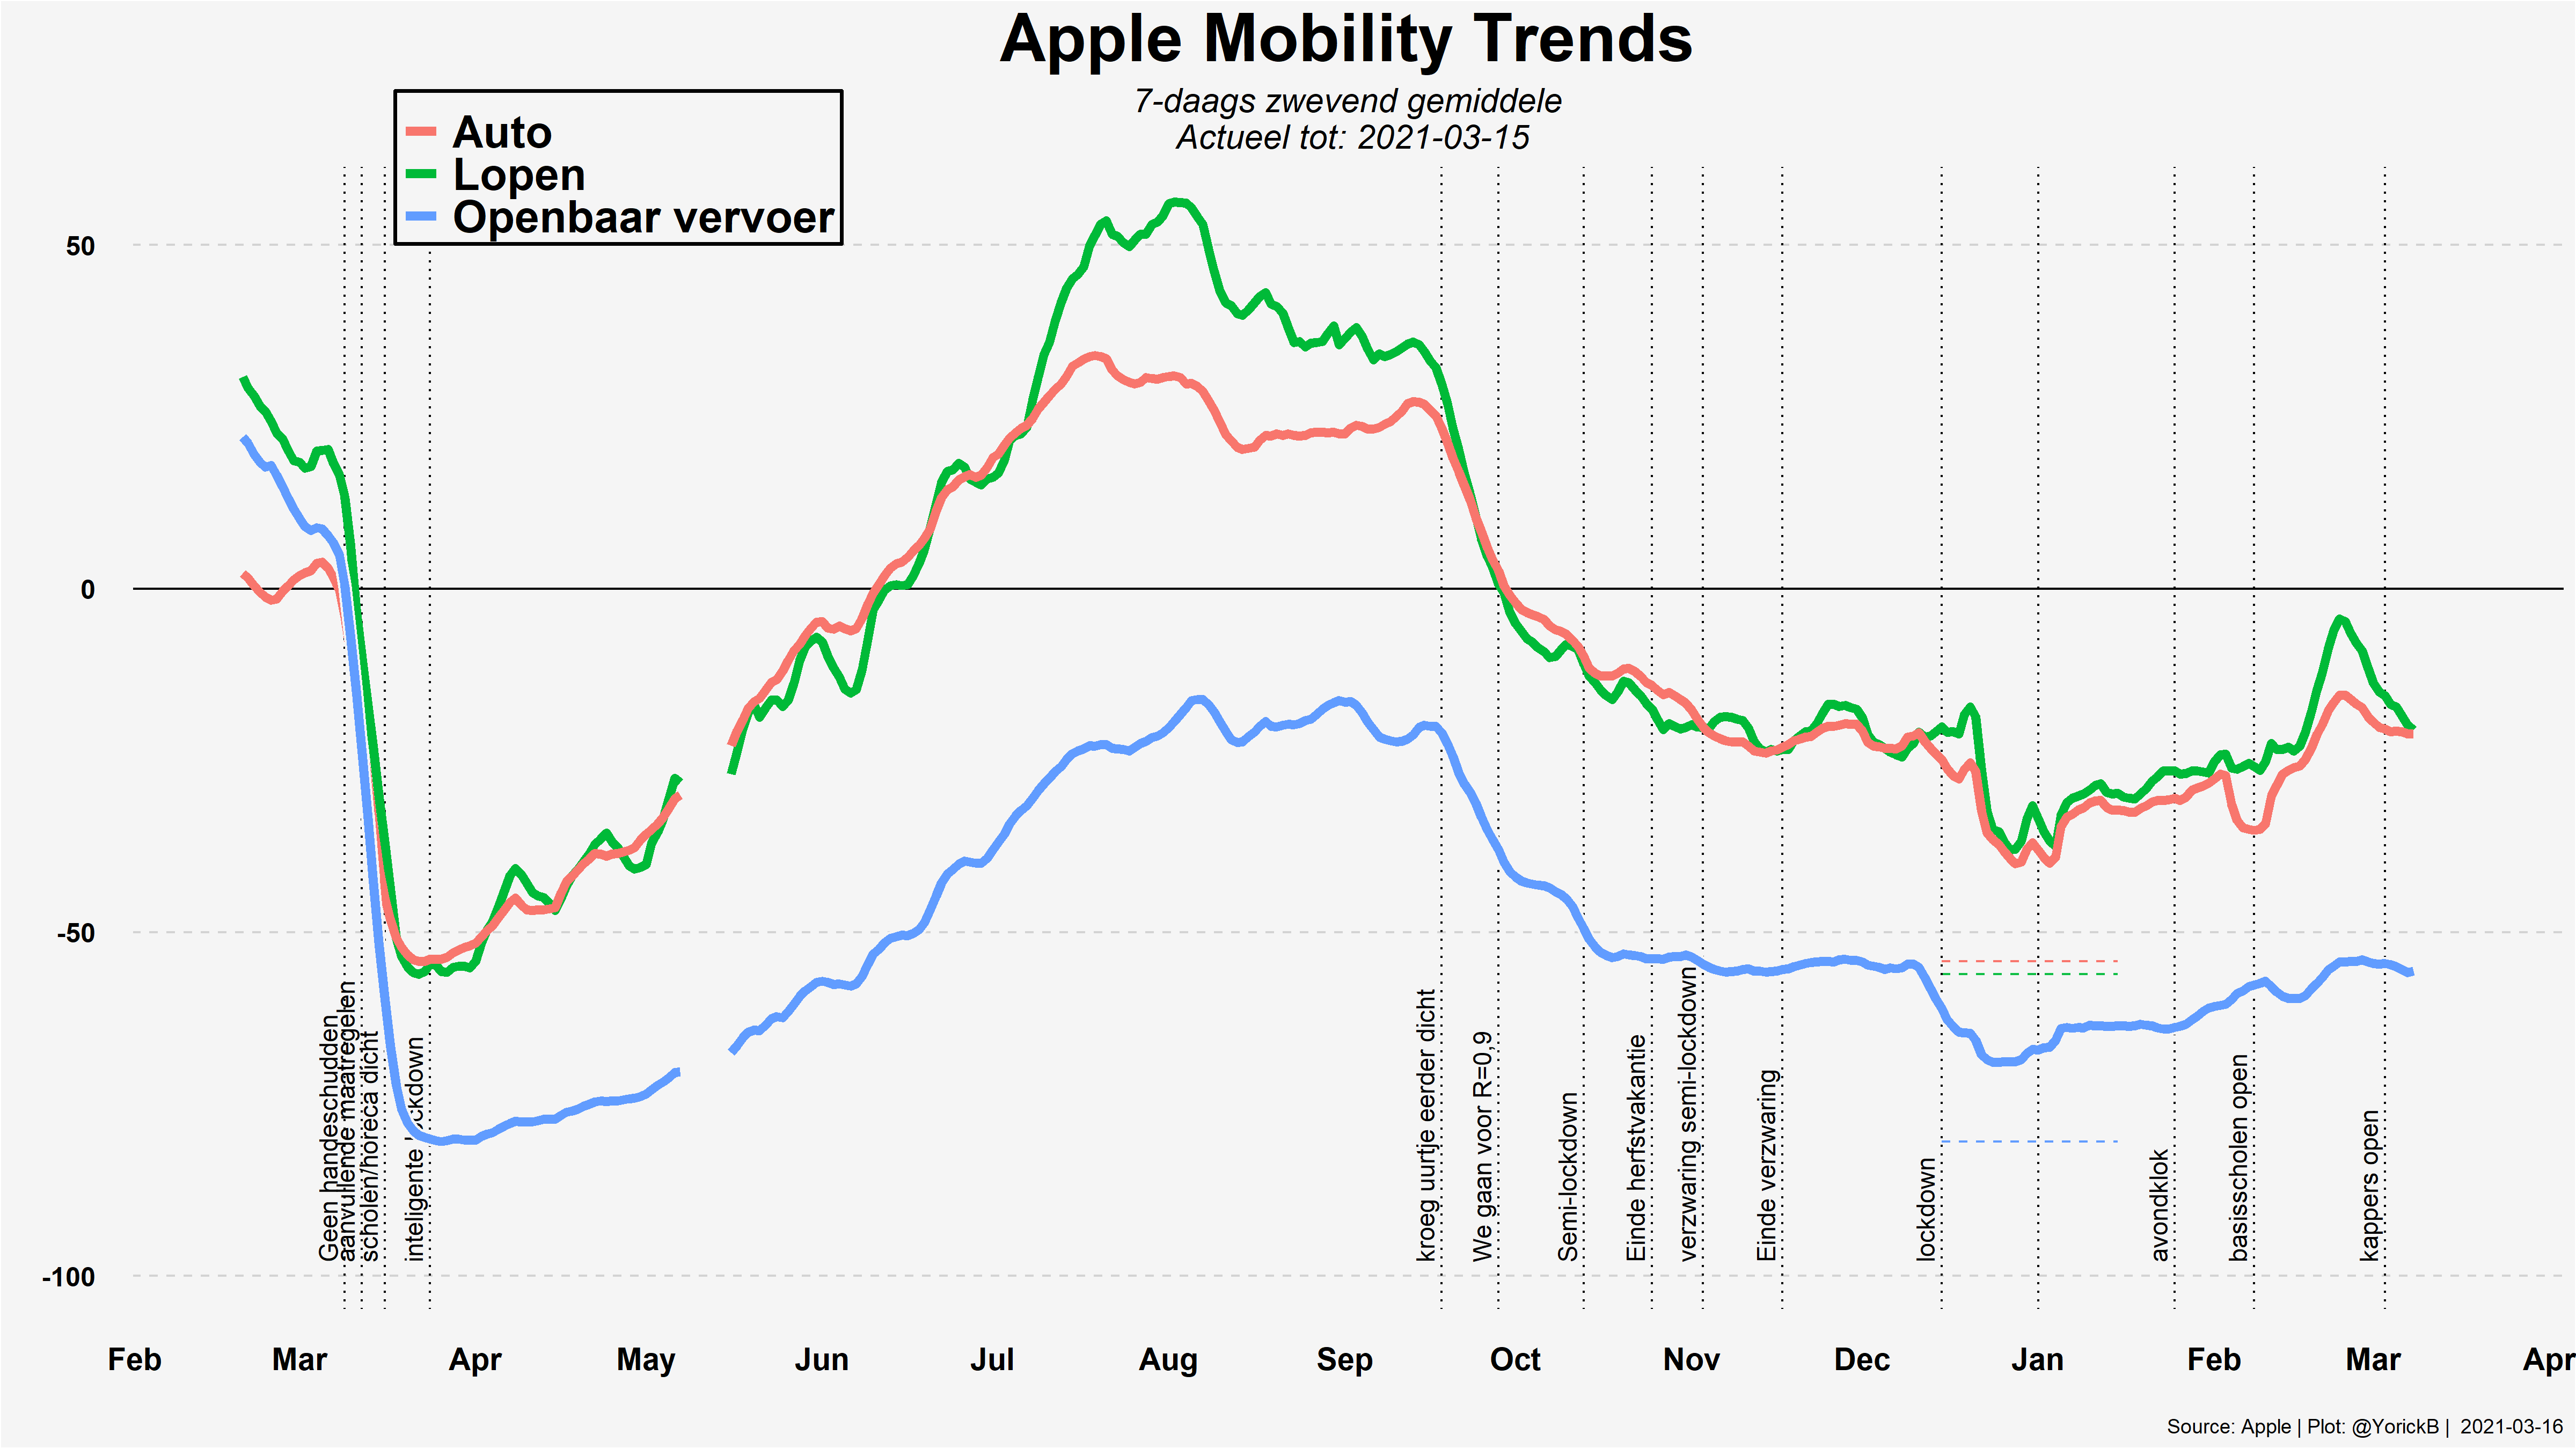 Apple Mobility Trends
7-daags zwevend gemiddele
Actueel tot: 2021-03-15
Auto
Lopen
Openbaar vervoer
50
0
-50
-100
Geen handeschudden
aanvullende maatregelen
scholen/horeca dicht
inteligente lockdown
kroeg uurtje eerder dicht
We gaan voor R=0,9
Semi-lockdown
Einde herfstvakantie
verzwaring semi-lockdown
Einde verzwaring
lockdown
avondklok
basisscholen open
kappers open
Feb Mar Apr May Jun Jul Aug Sep Oct Nov Dec Jan Feb Mar Apr
Source: Apple | Plot: @YorickB | 2021-03-16